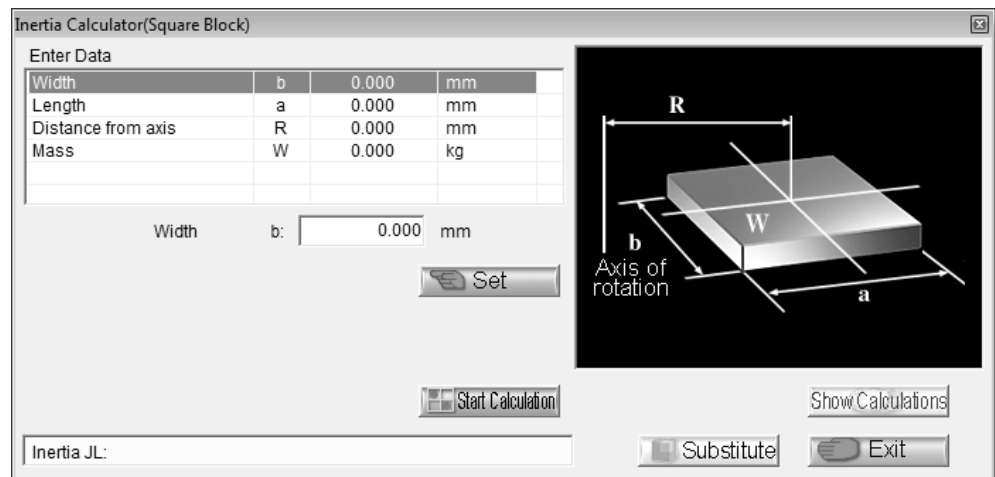 Inertia Calculator(Square Block)
Enter Data
Width b 0.000 mm
Length a 0.000 mm
Distance from axis R 0.000 mm
Mass W 0.000 kg
Width b: 0.000 mm
Set
Start Calculation
Inertia JL:
R
W
b
Axis of
rotation
a
Show Calculations
Substitute
Exit